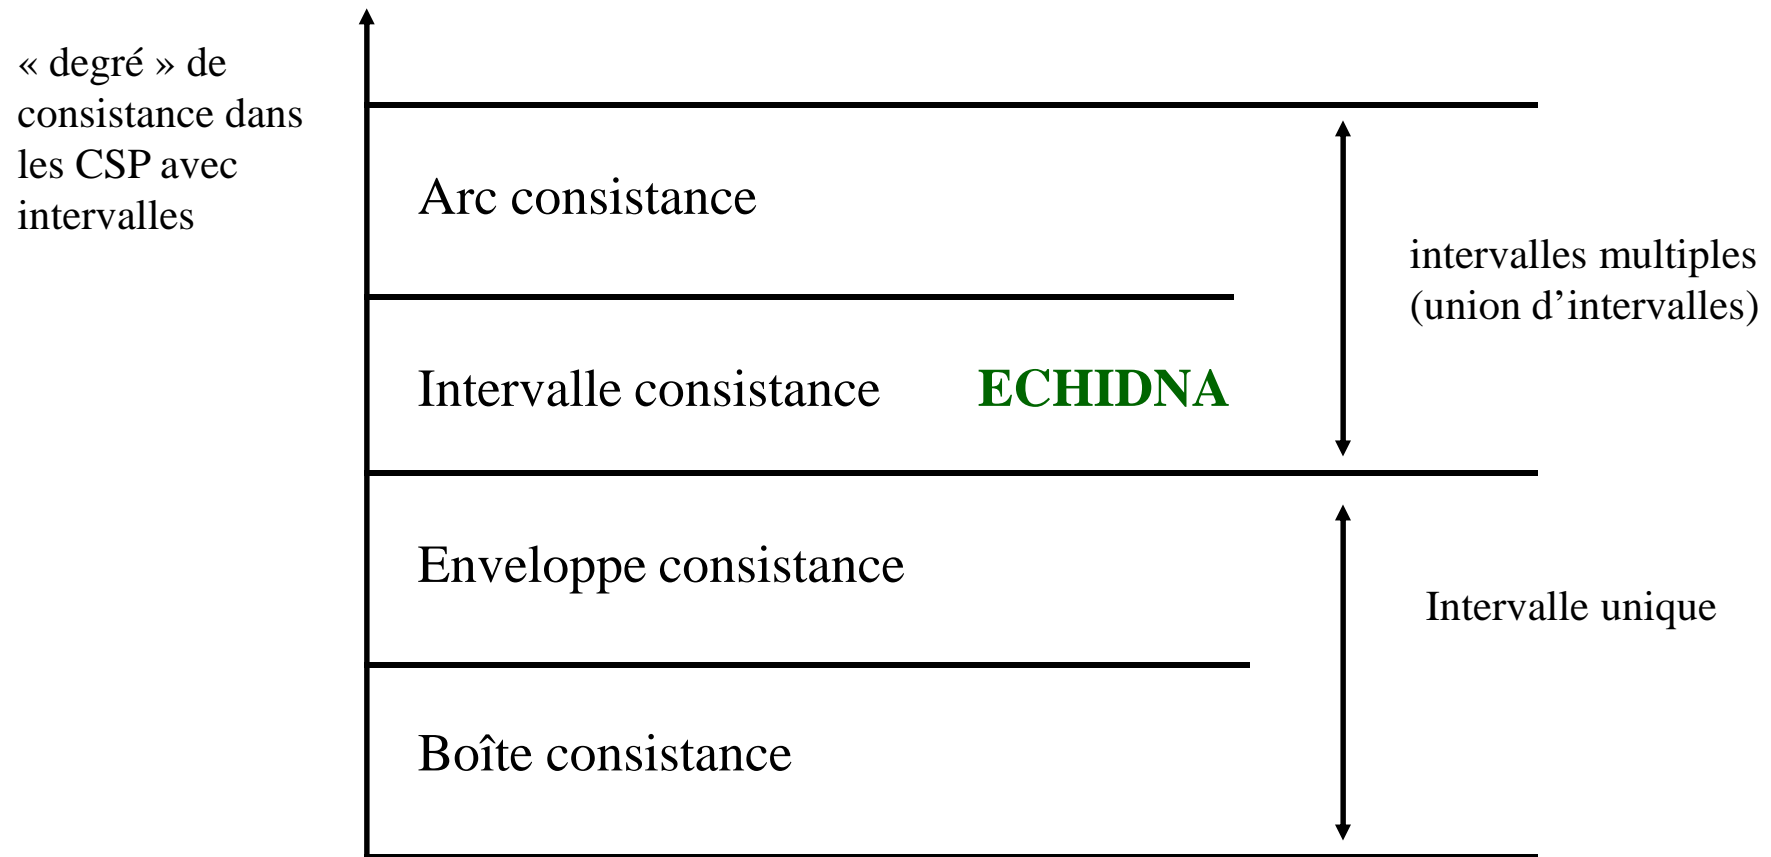 « degré » de
consistance dans
les CSP avec
intervalles
Arc consistance
intervalles multiples
(union d’intervalles)
Intervalle consistance ECHIDNA
Enveloppe consistance
Intervalle unique
Boîte consistance